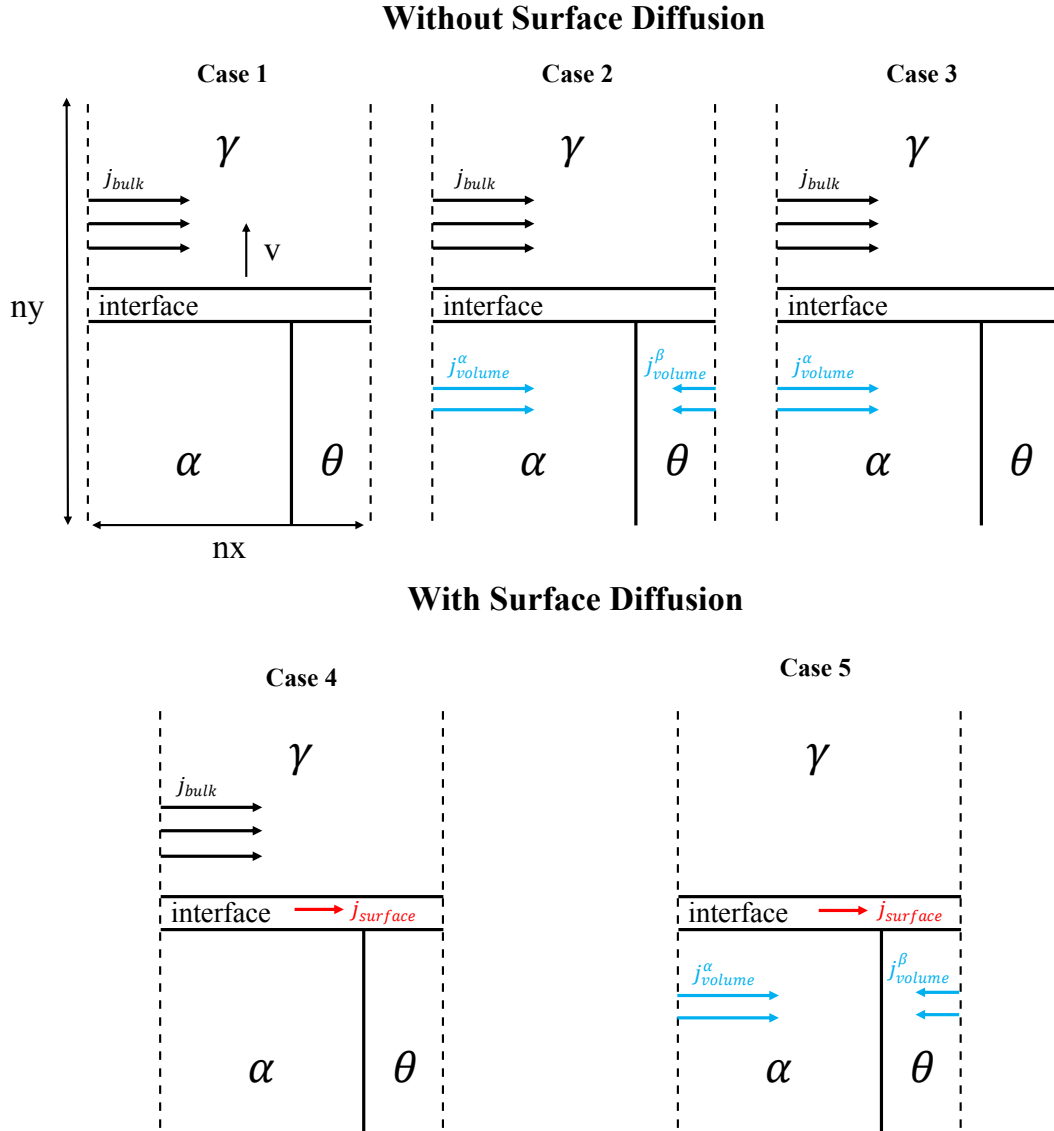 Without Surface Diffusion
Case 1
Case 2
Case 3
γ
γ
γ
j_bulk
j_bulk
j_bulk
v
ny
interface
interface
interface
j^α_volume
j^β_volume
j^α_volume
α
θ
α
θ
α
θ
nx
With Surface Diffusion
Case 4
Case 5
γ
γ
j_bulk
interface
j_surface
interface
j_surface
j^α_volume
j^β_volume
α
θ
α
θ